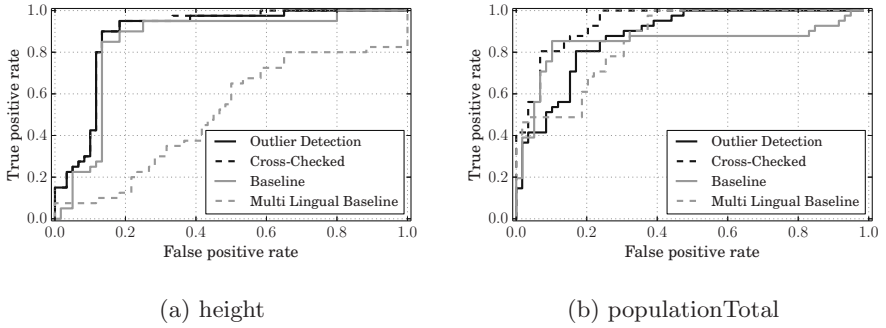 1.0
0.8
0.6
0.4
0.2
0.0
True positive rate
0.0 0.2 0.4 0.6 0.8 1.0
False positive rate
Outlier Detection
Cross-Checked
Baseline
Multi Lingual Baseline
(a) height
1.0
0.8
0.6
0.4
0.2
0.0
True positive rate
0.0 0.2 0.4 0.6 0.8 1.0
False positive rate
Outlier Detection
Cross-Checked
Baseline
Multi Lingual Baseline
(b) populationTotal